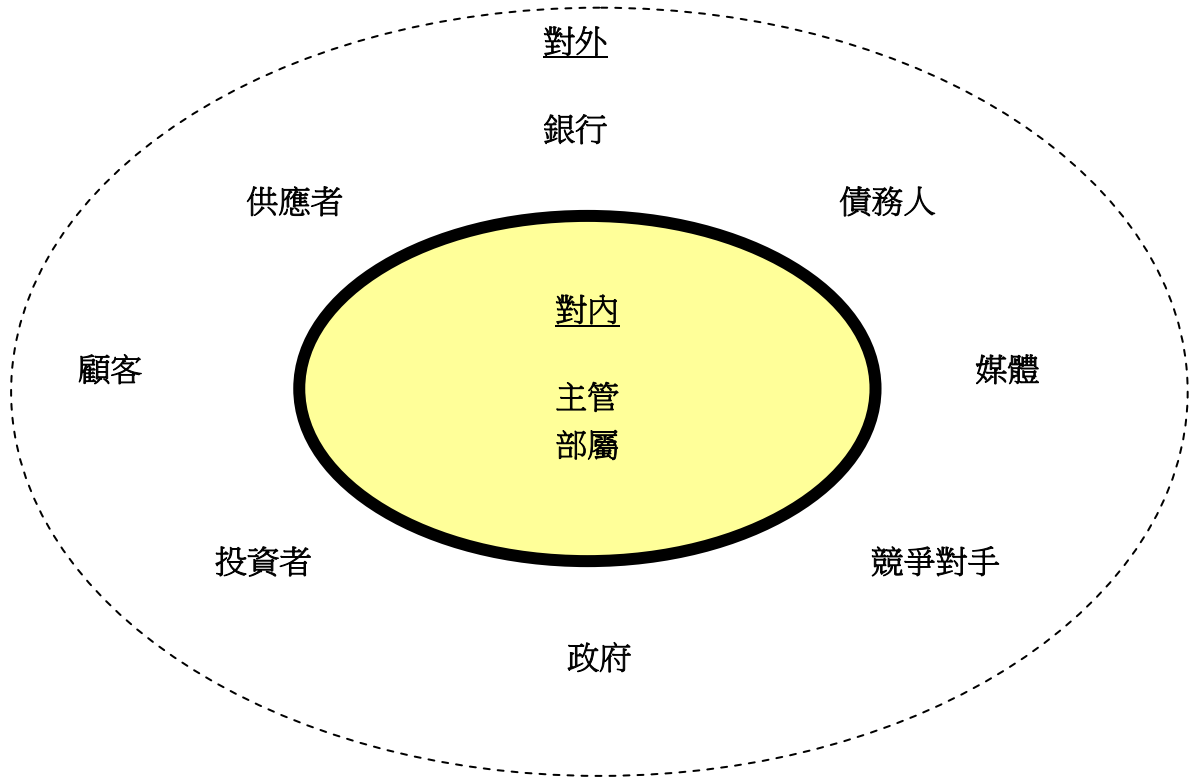 對外
銀行
供應者
債務人
對內
顧客
媒體
主管
部屬
投資者
競爭對手
政府